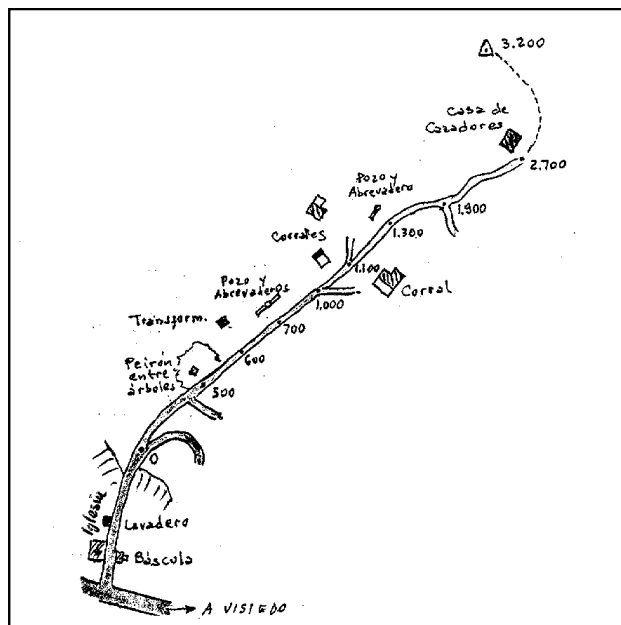 3.200
Casa de
Cazadores
2.700
Pozo y
Abrevadero
1.900
1.300
Corrales
1.100
Corral
Pozo y
Abrevaderos
1.000
700
Transform.
600
Peirón
entre
árboles
300
0
Iglesia
Lavadero
Báscula
A VISIEDO